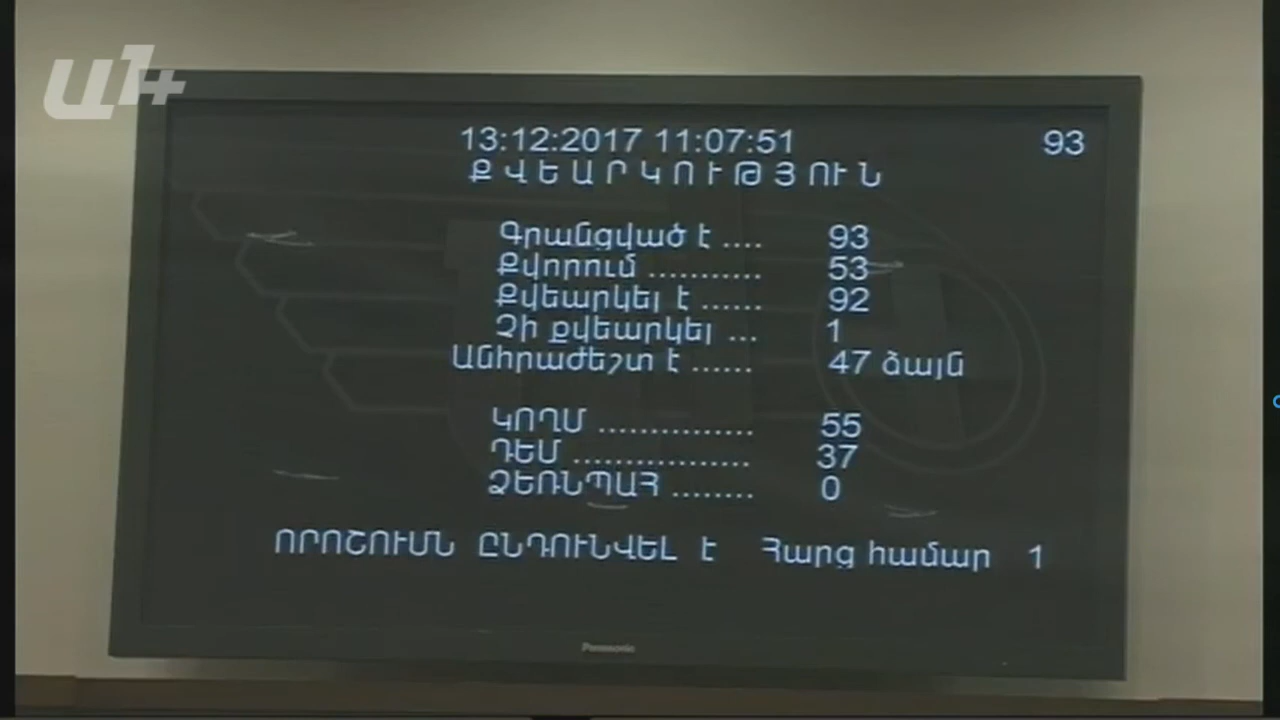 Ա1+
13:12:2017 11:07:51 93
ՔՎԵԱՐԿՈՒԹՅՈՒՆ
Գրանցված է .... 93
Քվորում ........... 53
Քվեարկել է ...... 92
Չի քվեարկել ... 1
Անհրաժեշտ է ...... 47 ձայն
ԿՈՂՄ ............... 55
ԴԵՄ ................. 37
ՁԵՌՆՊԱՀ ........ 0
ՈՐՈՇՈՒՄՆ ԸՆԴՈՒՆՎԵԼ է Հարց համար 1
Panasonic